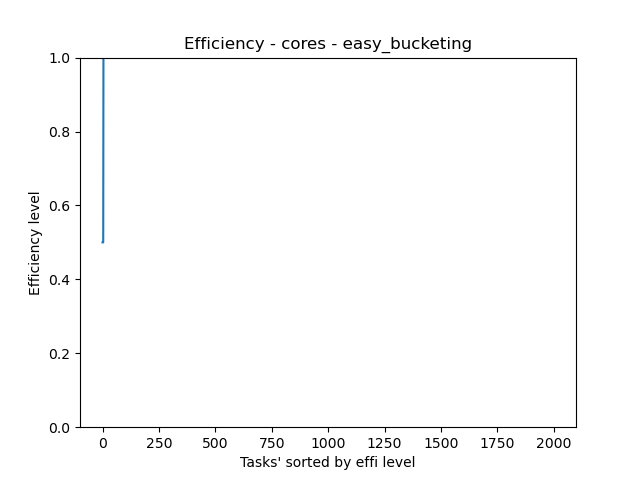 Efficiency - cores - easy_bucketing
1.0
0.8
0.6
0.4
0.2
0.0
Efficiency level
0 250 500 750 1000 1250 1500 1750 2000
Tasks' sorted by effi level